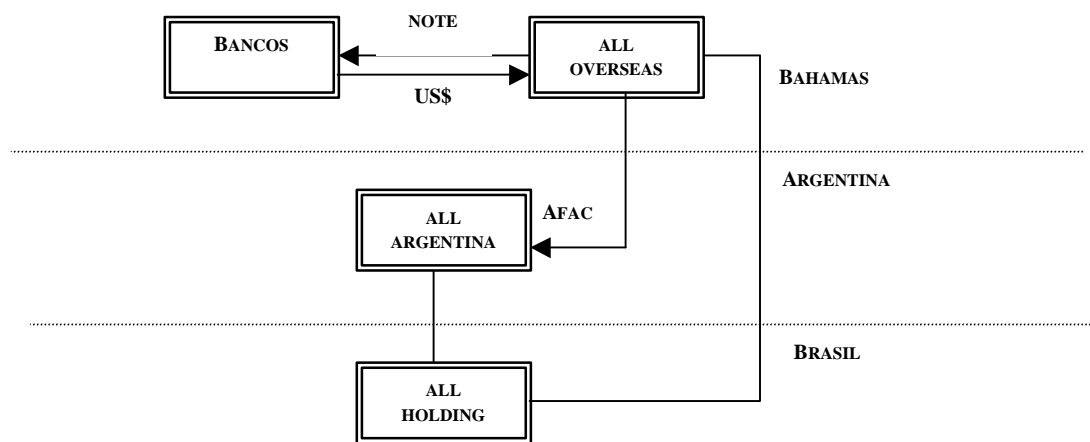 NOTE
BANCOS
ALL
OVERSEAS
US$
BAHAMAS
ARGENTINA
ALL
ARGENTINA
AFAC
BRASIL
ALL
HOLDING